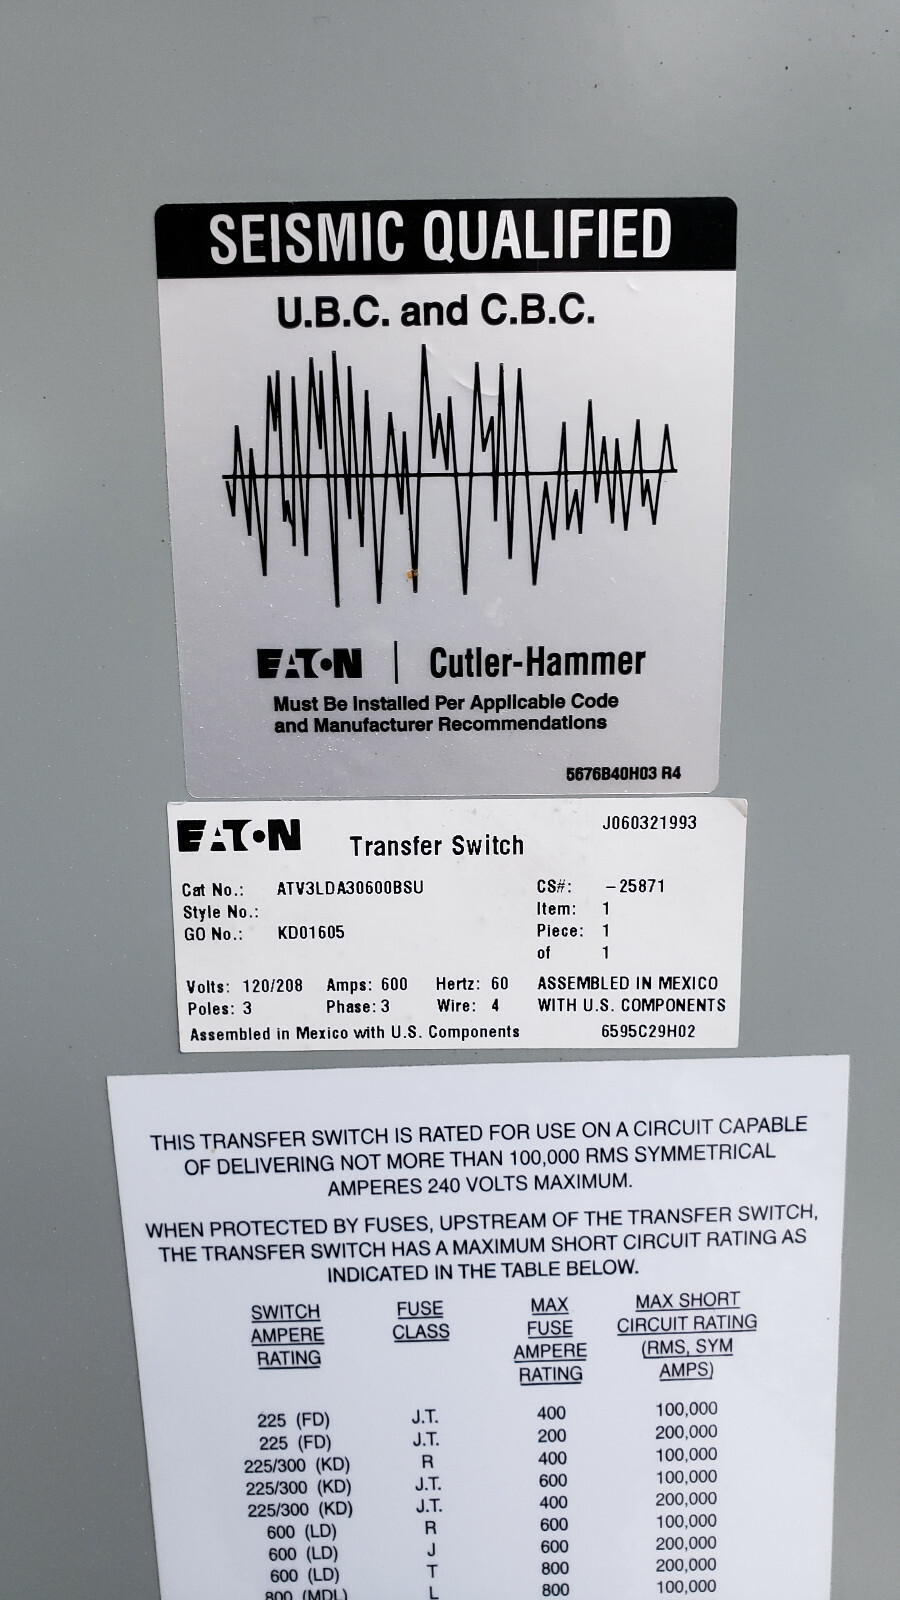 SEISMIC QUALIFIED
U.B.C. and C.B.C.
EATON | Cutler-Hammer
Must Be Installed Per Applicable Code
and Manufacturer Recommendations
5676B40H03 R4
EATON Transfer Switch J060321993
Cat No.: ATV3LDA30600BSU CS#: -25871
Style No.: Item: 1
GO No.: KD01605 Piece: 1
of 1
Volts: 120/208 Amps: 600 Hertz: 60 ASSEMBLED IN MEXICO
Poles: 3 Phase: 3 Wire: 4 WITH U.S. COMPONENTS
Assembled in Mexico with U.S. Components 6595C29H02
THIS TRANSFER SWITCH IS RATED FOR USE ON A CIRCUIT CAPABLE
OF DELIVERING NOT MORE THAN 100,000 RMS SYMMETRICAL
AMPERES 240 VOLTS MAXIMUM.
WHEN PROTECTED BY FUSES, UPSTREAM OF THE TRANSFER SWITCH,
THE TRANSFER SWITCH HAS A MAXIMUM SHORT CIRCUIT RATING AS
INDICATED IN THE TABLE BELOW.
SWITCH FUSE MAX MAX SHORT
AMPERE CLASS FUSE CIRCUIT RATING
RATING AMPERE (RMS, SYM
RATING AMPS)
225 (FD) J.T. 400 100,000
225 (FD) J.T. 200 200,000
225/300 (KD) R 400 100,000
225/300 (KD) J.T. 600 100,000
225/300 (KD) J.T. 400 200,000
600 (LD) R 600 100,000
600 (LD) J 600 200,000
600 (LD) T 800 200,000
800 (MDL) L 800 100,000